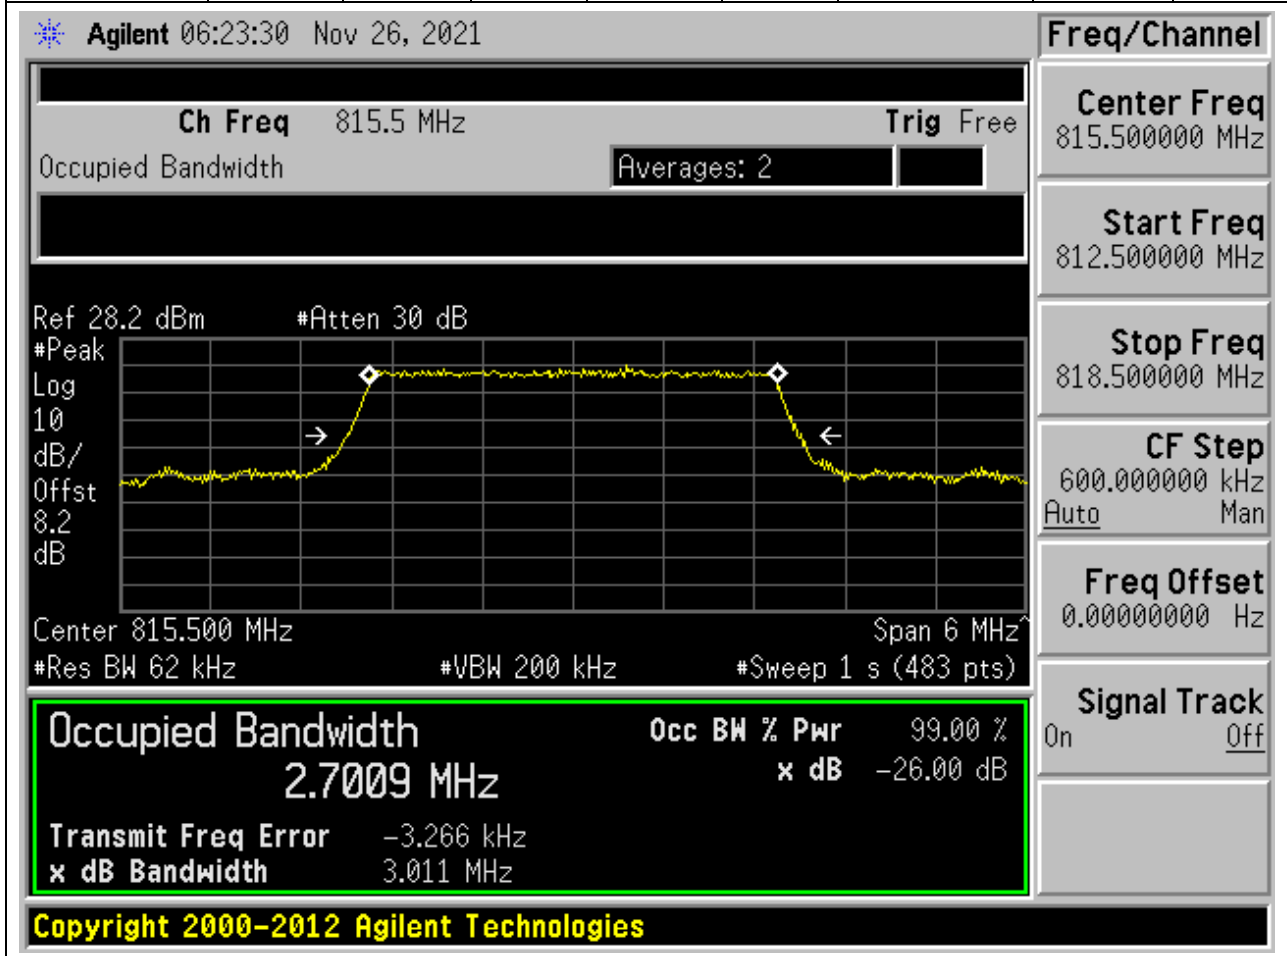 Agilent 06:23:30 Nov 26, 2021
Freq/Channel
Ch Freq 815.5 MHz Trig Free
Occupied Bandwidth Averages: 2
Center Freq
815.500000 MHz
Start Freq
812.500000 MHz
Stop Freq
818.500000 MHz
CF Step
600.000000 kHz
Auto Man
Freq Offset
0.00000000 Hz
Signal Track
On Off
Ref 28.2 dBm #Atten 30 dB
#Peak
Log
10
dB/
Offst
8.2
dB
Center 815.500 MHz Span 6 MHz^
#Res BW 62 kHz #VBW 200 kHz #Sweep 1 s (483 pts)
Occupied Bandwidth Occ BW % Pwr 99.00 %
2.7009 MHz x dB -26.00 dB
Transmit Freq Error -3.266 kHz
x dB Bandwidth 3.011 MHz
Copyright 2000-2012 Agilent Technologies